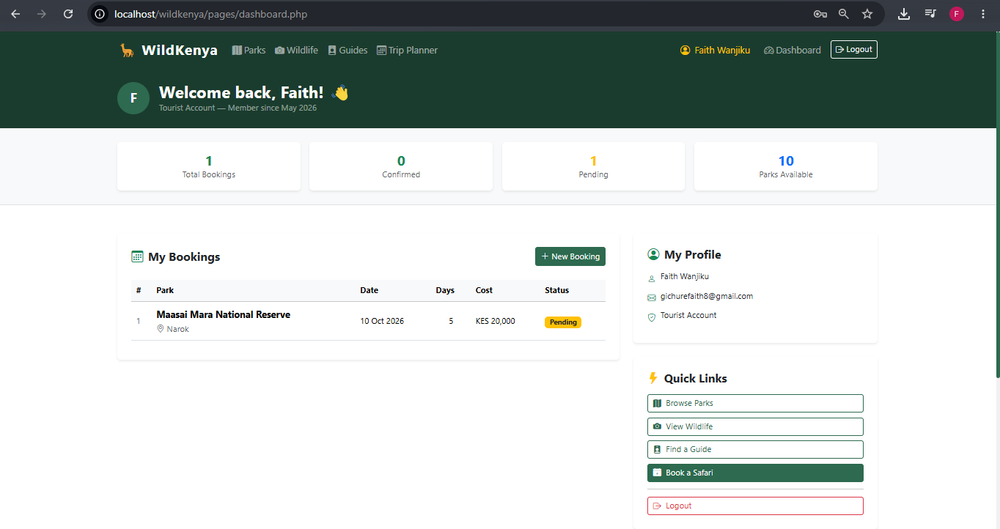 localhost/wildkenya/pages/dashboard.php
F
WildKenya
Parks
Wildlife
Guides
Trip Planner
Faith Wanjiku
Dashboard
Logout
F
Welcome back, Faith! 👋
Tourist Account — Member since May 2026
1
Total Bookings
0
Confirmed
1
Pending
10
Parks Available
My Bookings
+ New Booking
# Park Date Days Cost Status
1 Maasai Mara National Reserve 10 Oct 2026 5 KES 20,000 Pending
Narok
My Profile
Faith Wanjiku
gichurefaith8@gmail.com
Tourist Account
Quick Links
Browse Parks
View Wildlife
Find a Guide
Book a Safari
Logout